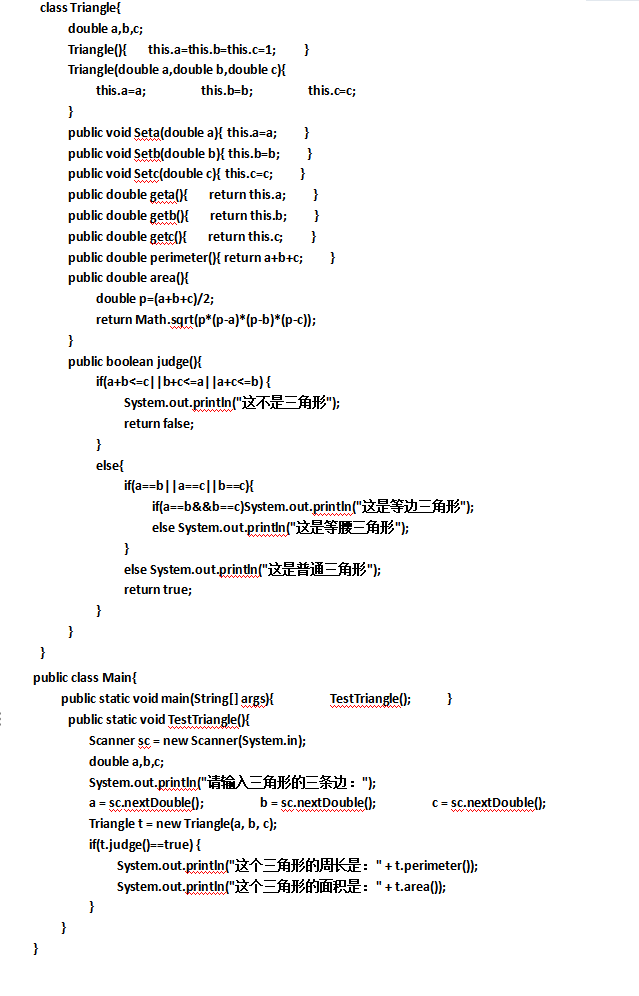 class Triangle{
double a,b,c;
Triangle(){ this.a=this.b=this.c=1; }
Triangle(double a,double b,double c){
this.a=a; this.b=b; this.c=c;
}
public void Seta(double a){ this.a=a; }
public void Setb(double b){ this.b=b; }
public void Setc(double c){ this.c=c; }
public double geta(){ return this.a; }
public double getb(){ return this.b; }
public double getc(){ return this.c; }
public double perimeter(){ return a+b+c; }
public double area(){
double p=(a+b+c)/2;
return Math.sqrt(p*(p-a)*(p-b)*(p-c));
}
public boolean judge(){
if(a+b<=c||b+c<=a||a+c<=b) {
System.out.println("这不是三角形");
return false;
}
else{
if(a==b||a==c||b==c){
if(a==b&&b==c)System.out.println("这是等边三角形");
else System.out.println("这是等腰三角形");
}
else System.out.println("这是普通三角形");
return true;
}
}
}
public class Main{
public static void main(String[] args){ TestTriangle(); }
public static void TestTriangle(){
Scanner sc = new Scanner(System.in);
double a,b,c;
System.out.println("请输入三角形的三条边：");
a = sc.nextDouble(); b = sc.nextDouble(); c = sc.nextDouble();
Triangle t = new Triangle(a, b, c);
if(t.judge()==true) {
System.out.println("这个三角形的周长是：" + t.perimeter());
System.out.println("这个三角形的面积是：" + t.area());
}
}
}